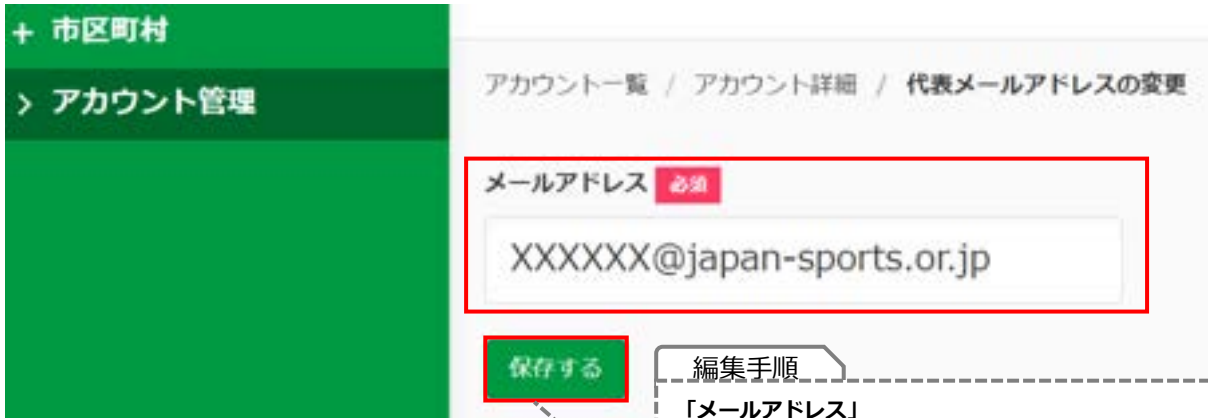 + 市区町村
> アカウント管理
アカウント一覧 / アカウント詳細 / 代表メールアドレスの変更
メールアドレス 必須
XXXXXX@japan-sports.or.jp
保存する
編集手順
「メールアドレス」